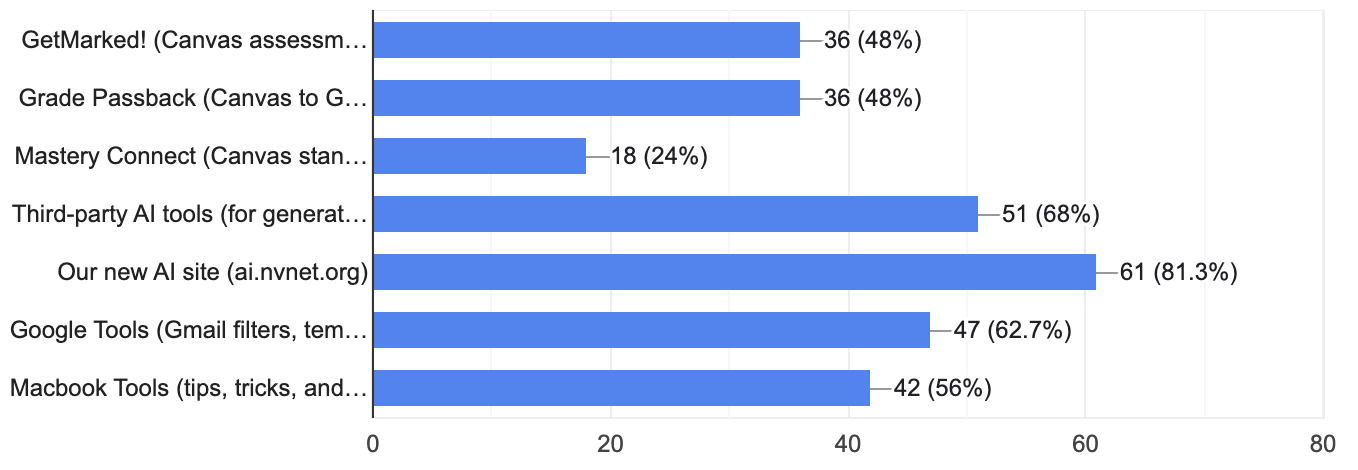 GetMarked! (Canvas assessm…
36 (48%)
Grade Passback (Canvas to G…
36 (48%)
Mastery Connect (Canvas stan…
18 (24%)
Third-party AI tools (for generat…
51 (68%)
Our new AI site (ai.nvnet.org)
61 (81.3%)
Google Tools (Gmail filters, tem…
47 (62.7%)
Macbook Tools (tips, tricks, and…
42 (56%)
0 20 40 60 80